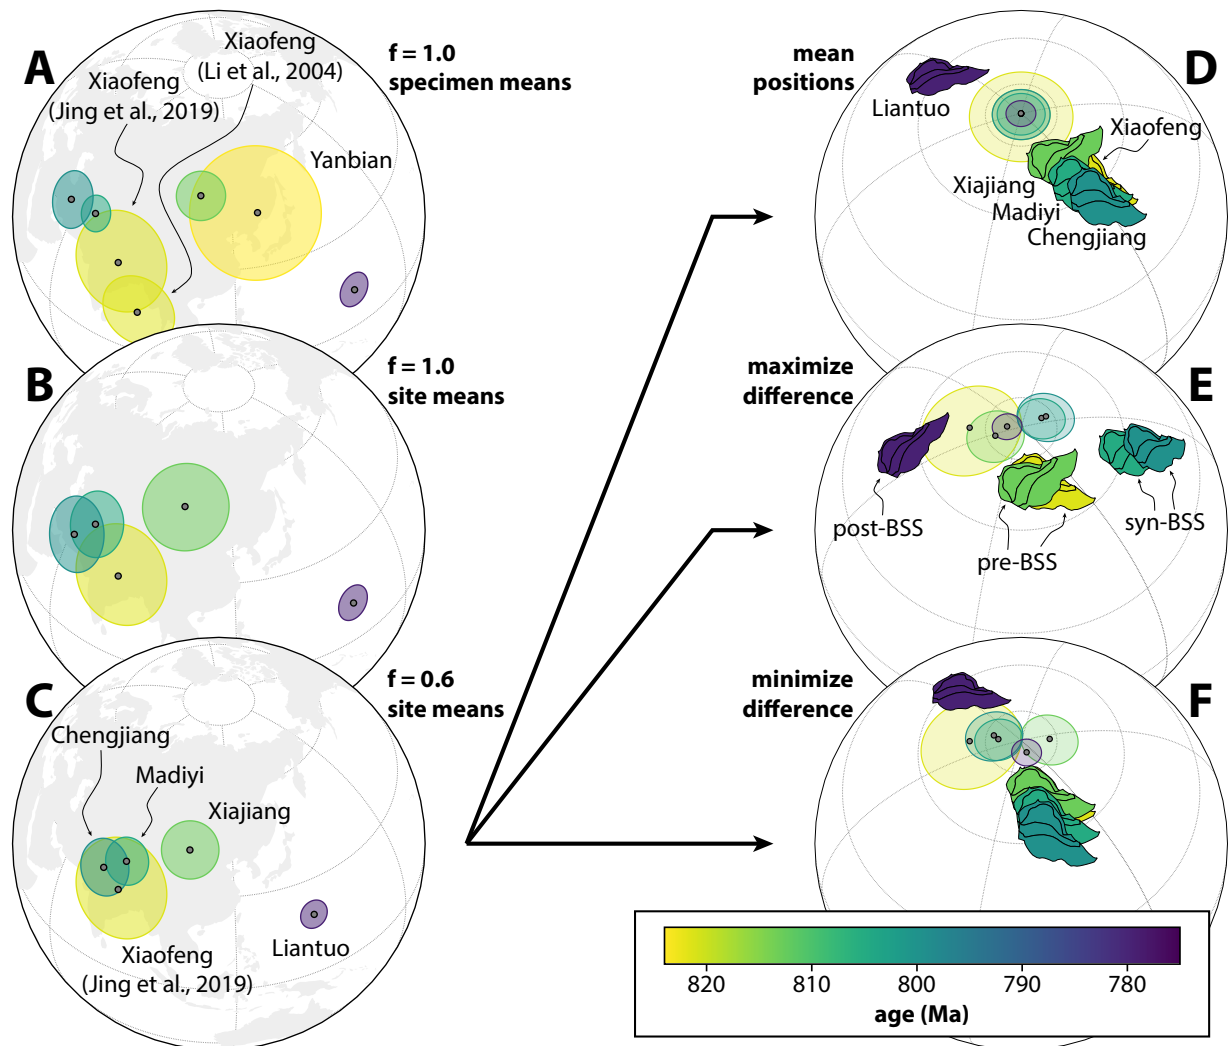 A
Xiaofeng
(Li et al., 2004)
Xiaofeng
(Jing et al., 2019)
Yanbian
f = 1.0
specimen means
B
f = 1.0
site means
C
f = 0.6
site means
Chengjiang
Madiyi
Xiajiang
Liantuo
Xiaofeng
(Jing et al., 2019)
mean
positions
D
Liantuo
Xiaofeng
Xiajiang
Madiyi
Chengjiang
maximize
difference
E
post-BSS
pre-BSS
syn-BSS
minimize
difference
F
820
810
800
790
780
age (Ma)